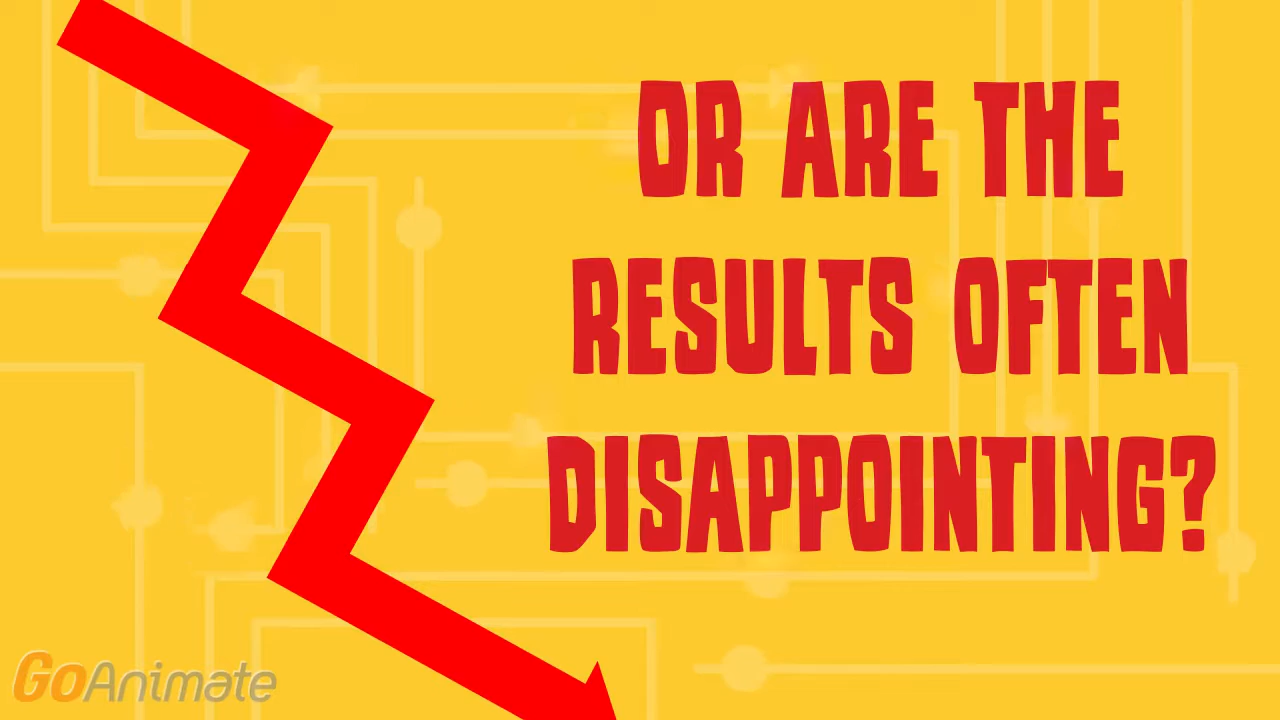 OR ARE THE
RESULTS OFTEN
DISAPPOINTING?
GoAnimate